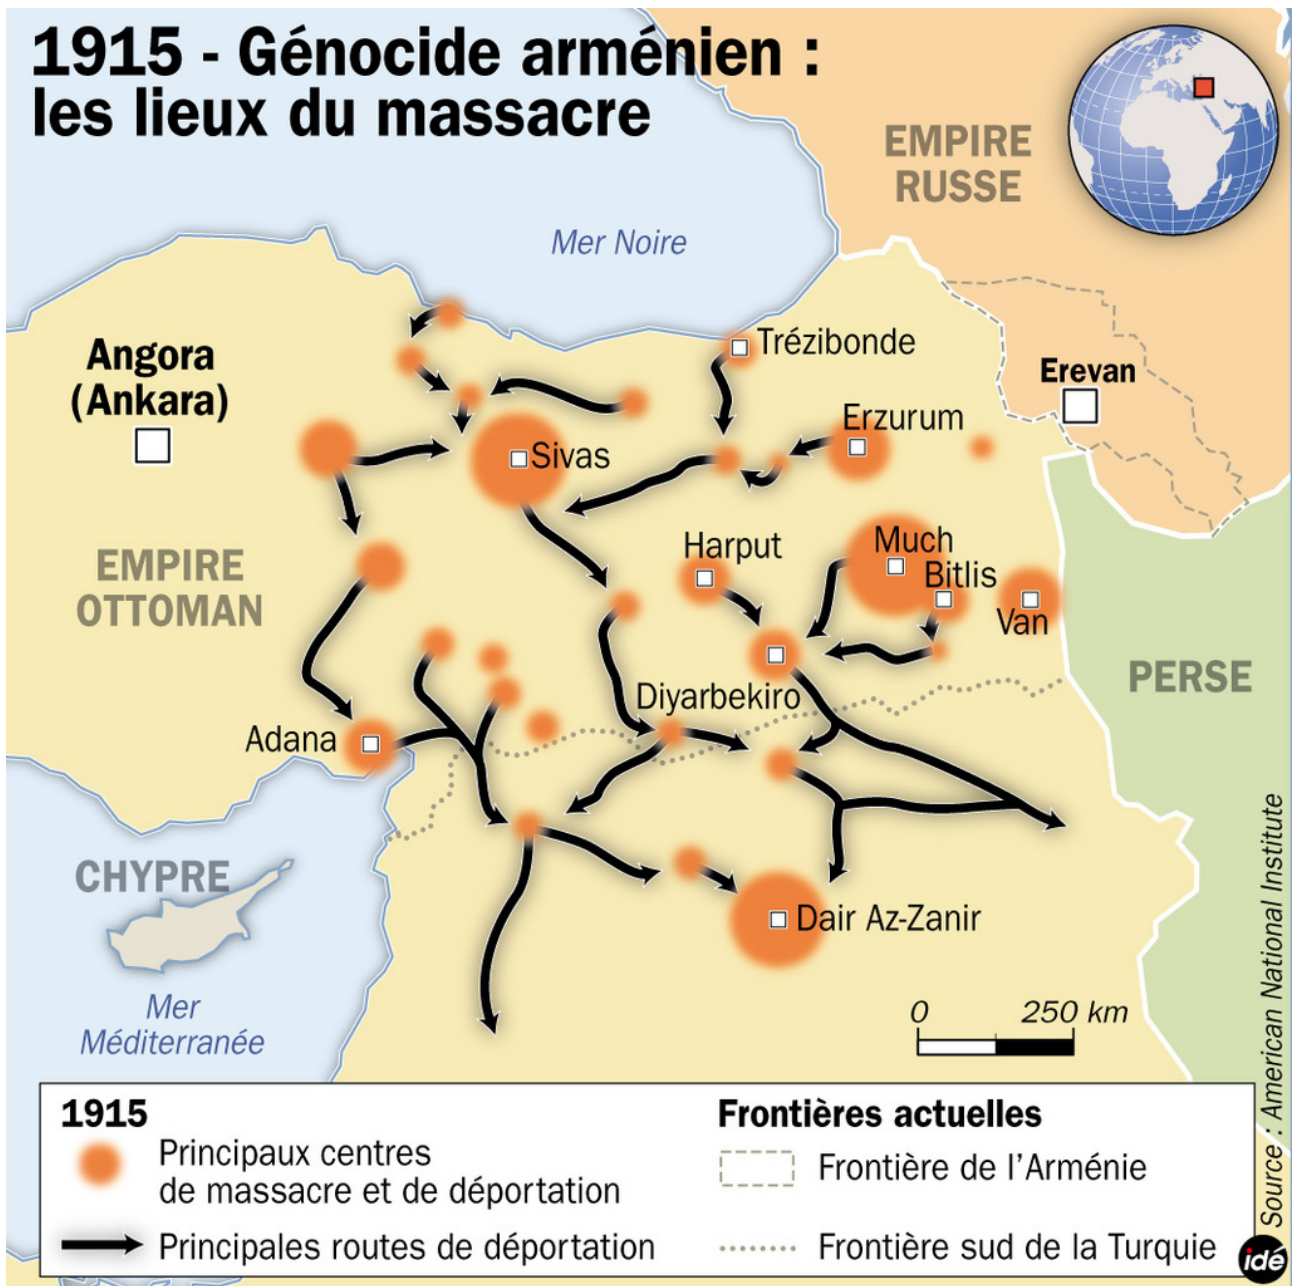 1915 - Génocide arménien :
les lieux du massacre
EMPIRE
RUSSE
Mer Noire
Trézibonde
Angora
(Ankara)
Erevan
Erzurum
Sivas
Harput
Much
Bitlis
Van
EMPIRE
OTTOMAN
PERSE
Diyarbekiro
Adana
CHYPRE
Dair Az-Zanir
Mer
Méditerranée
0 250 km
1915
Principaux centres
de massacre et de déportation
Principales routes de déportation
Frontières actuelles
Frontière de l'Arménie
Frontière sud de la Turquie
Source : American National Institute
idé